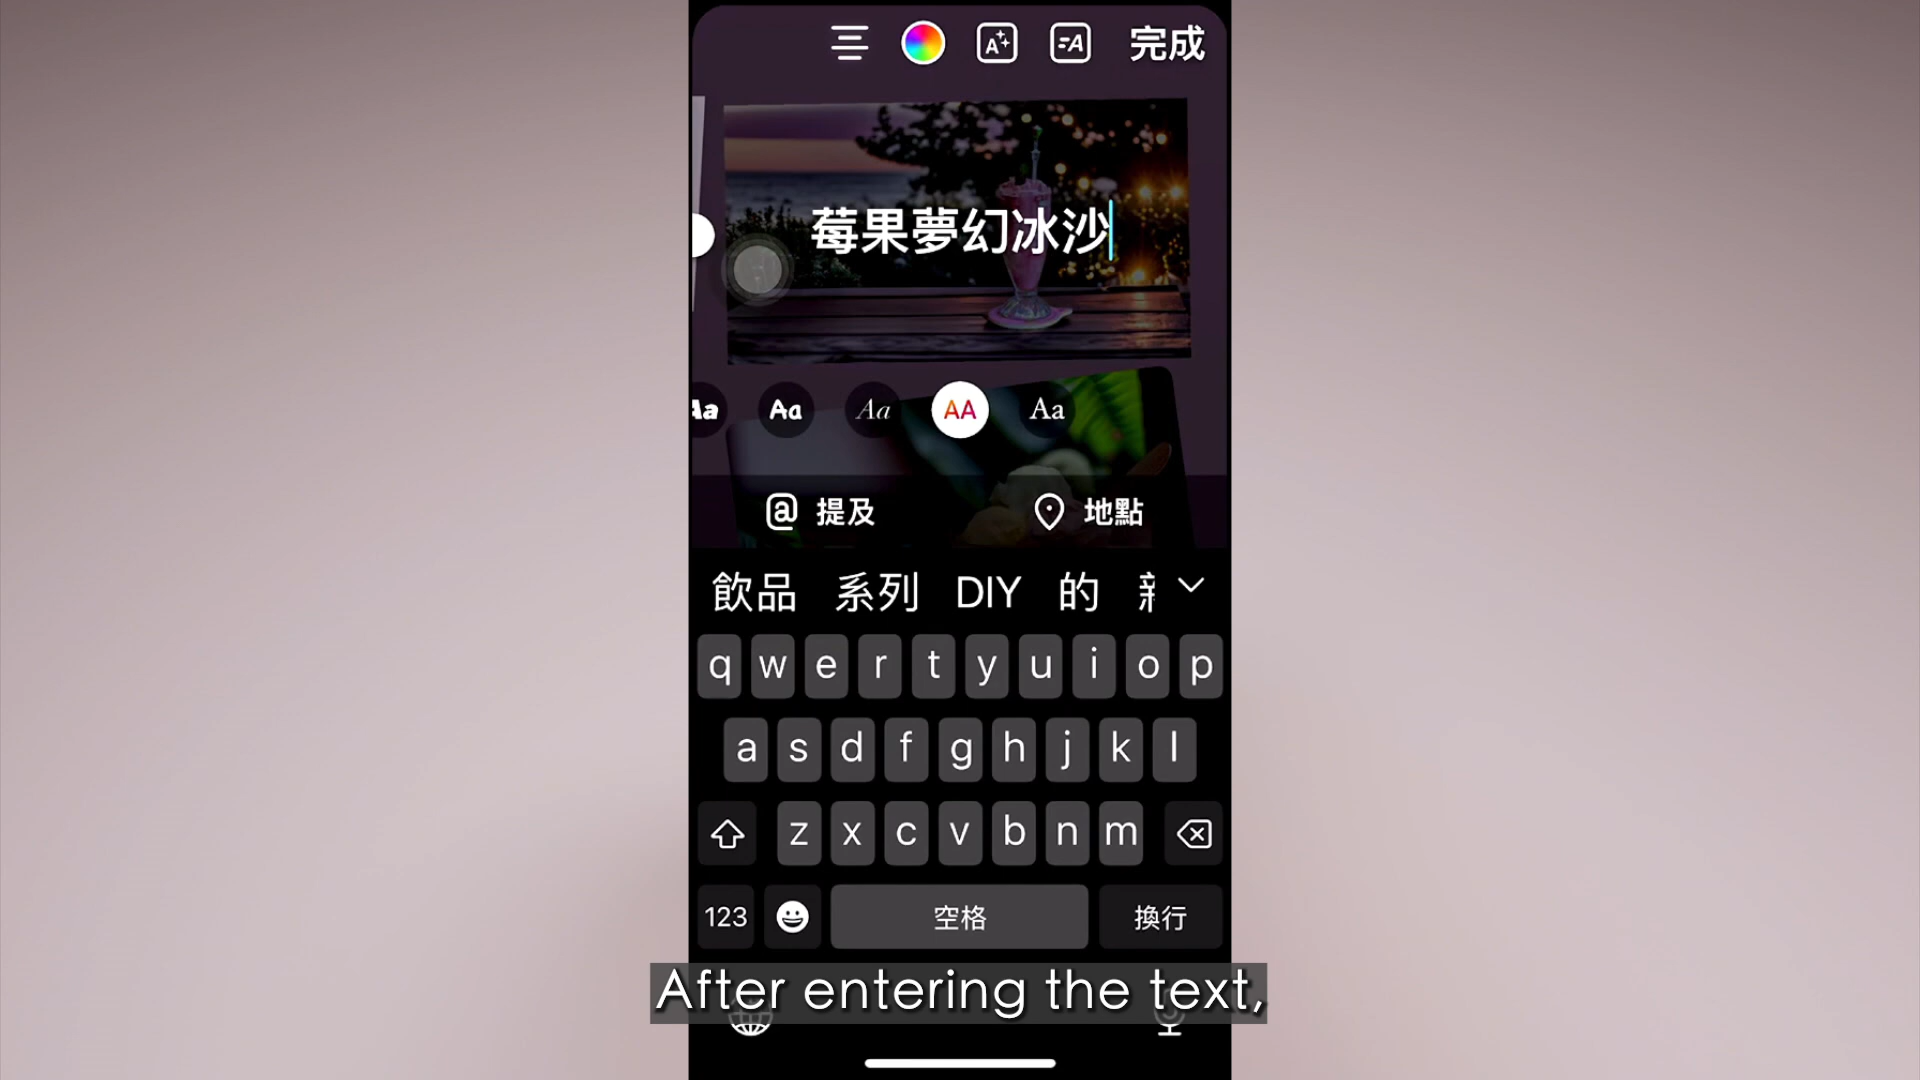 完成
莓果夢幻冰沙
Aa Aa Aa AA Aa
@ 提及 地點
飲品 系列 DIY 的
q w e r t y u i o p
a s d f g h j k l
z x c v b n m
123 空格 換行
After entering the text,